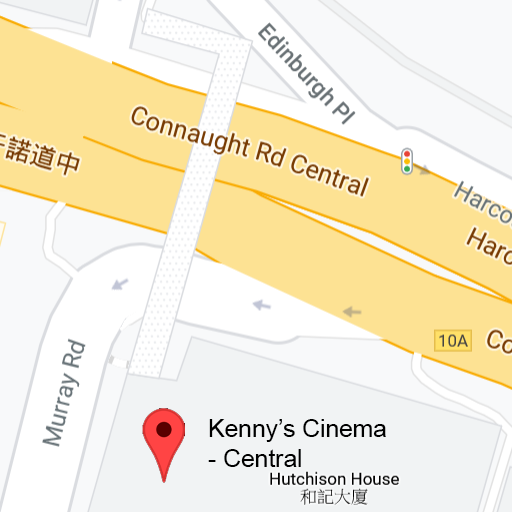 Edinburgh Pl
Connaught Rd Central
諾道中
Harco
Harc
10A
Co
Murray Rd
Kenny's Cinema
- Central
Hutchison House
和記大廈